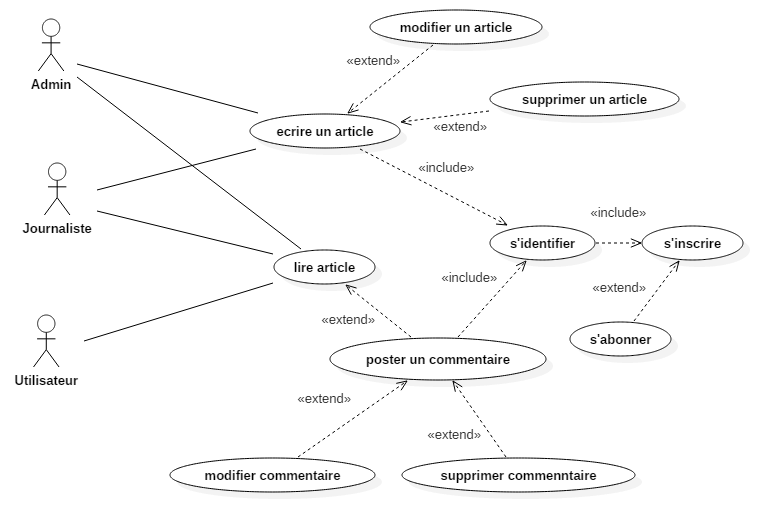 modifier un article
«extend»
Admin
supprimer un article
«extend»
ecrire un article
«include»
Journaliste
«include»
s'identifier
s'inscrire
lire article
«include»
«extend»
«extend»
s'abonner
poster un commentaire
Utilisateur
«extend»
«extend»
modifier commentaire
supprimer commenntaire